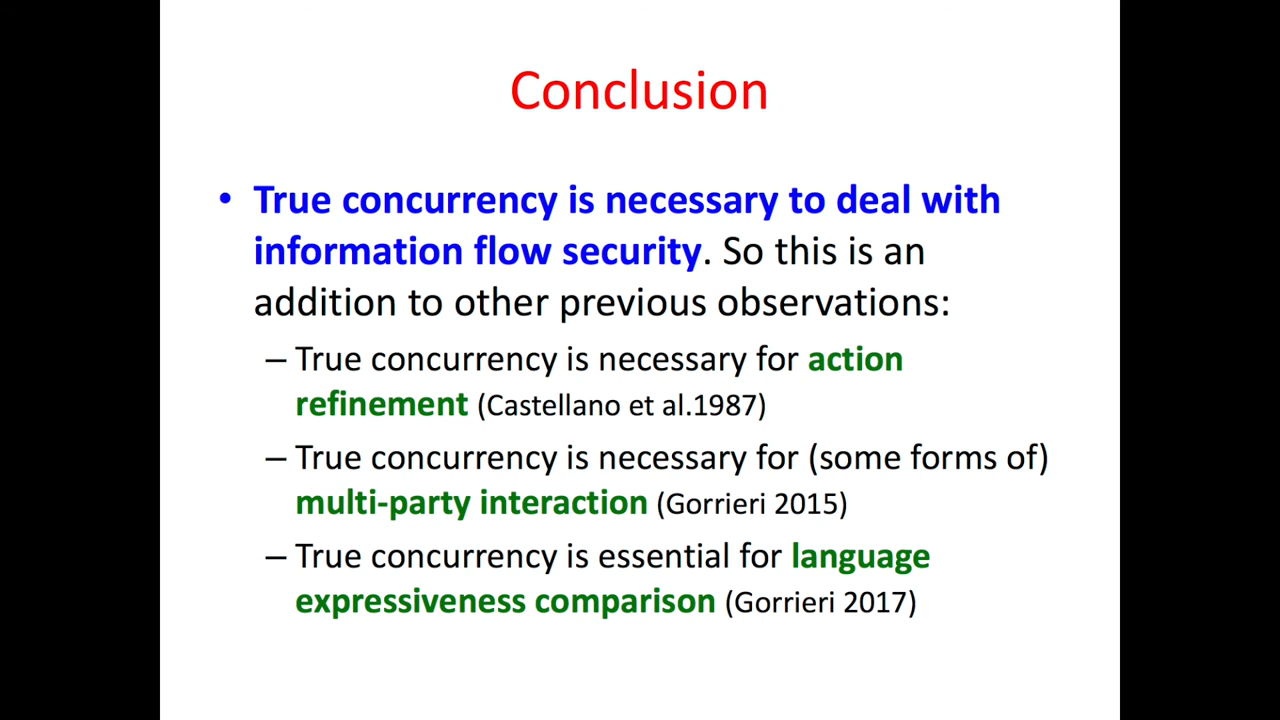 Conclusion
• True concurrency is necessary to deal with
information flow security. So this is an
addition to other previous observations:
– True concurrency is necessary for action
refinement (Castellano et al.1987)
– True concurrency is necessary for (some forms of)
multi-party interaction (Gorrieri 2015)
– True concurrency is essential for language
expressiveness comparison (Gorrieri 2017)